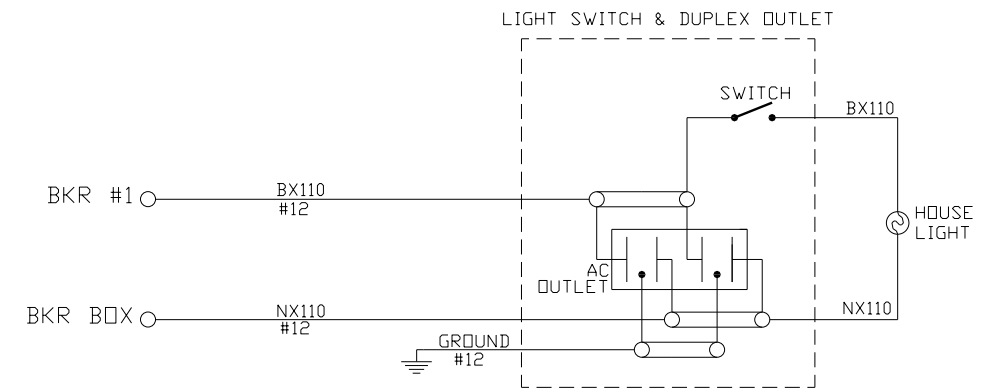 LIGHT SWITCH & DUPLEX OUTLET
SWITCH
BX110
BKR #1
BX110
#12
HOUSE
LIGHT
AC
OUTLET
BKR BOX
NX110
#12
NX110
GROUND
#12